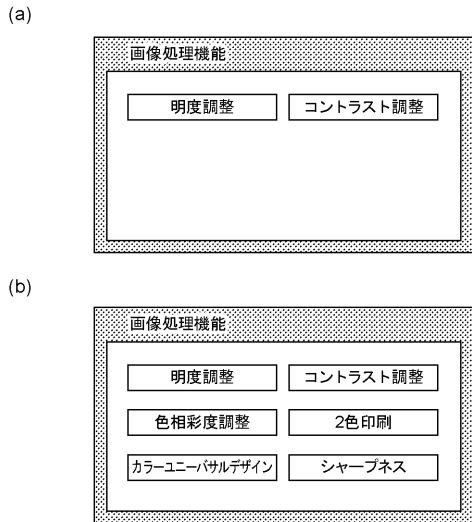 (a)
画像処理機能
明度調整 コントラスト調整
(b)
画像処理機能
明度調整 コントラスト調整
色相彩度調整 2色印刷
カラーユニーバサルデザイン シャープネス